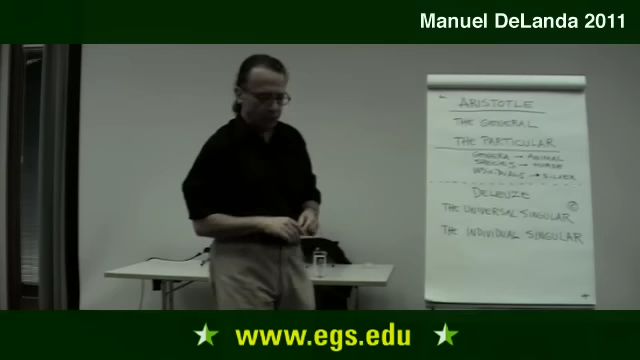 Manuel DeLanda 2011
ARISTOTLE
THE GENERAL
THE PARTICULAR
GENERA → ANIMAL
SPECIES → HORSE
INDIVIDUALS → SILVER
DELEUZE
THE UNIVERSAL SINGULAR
THE INDIVIDUAL SINGULAR
www.egs.edu